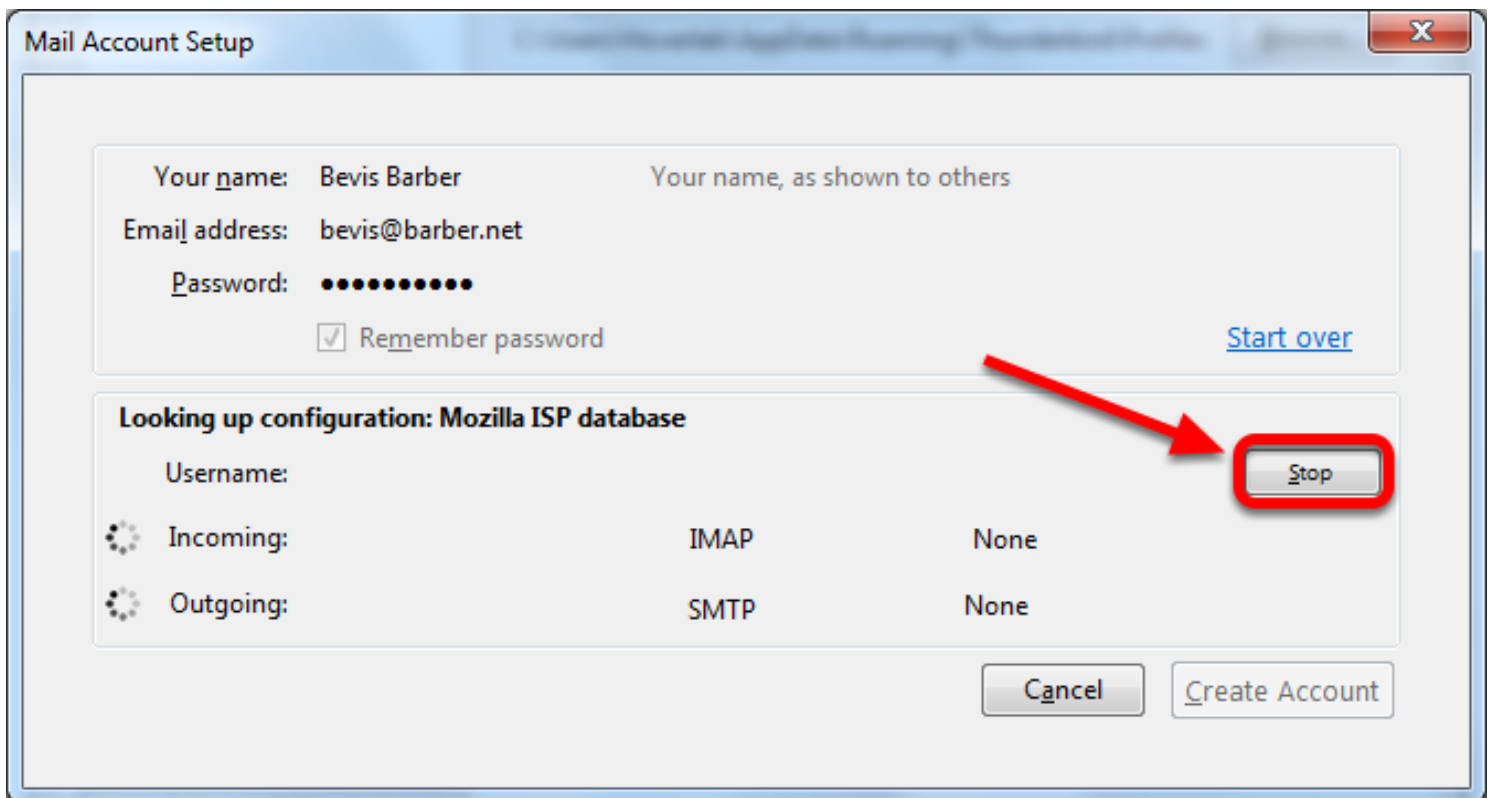 Mail Account Setup
Your name: Bevis Barber Your name, as shown to others
Email address: bevis@barber.net
Password: ●●●●●●●●●●
Remember password Start over
Looking up configuration: Mozilla ISP database
Username: Stop
Incoming: IMAP None
Outgoing: SMTP None
Cancel Create Account